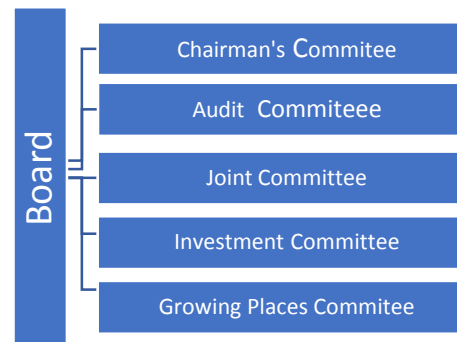 Board
Chairman's Commitee
Audit Commiteee
Joint Committee
Investment Committee
Growing Places Commitee